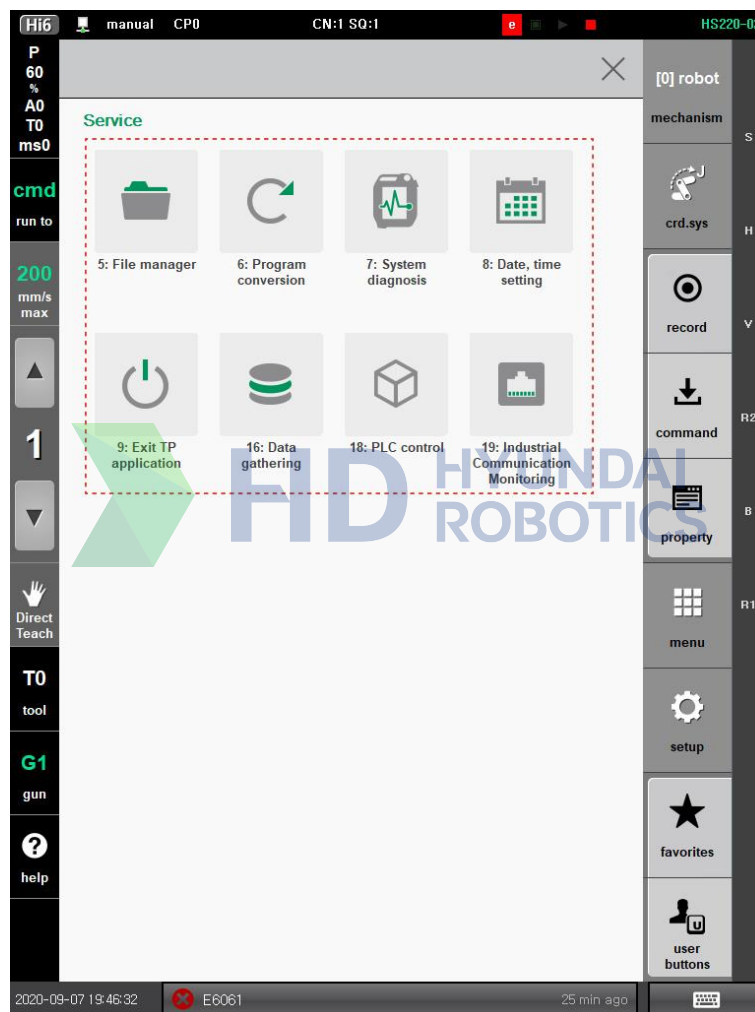 Hi6 manual CP0 CN:1 SQ:1 e
P
60
%
A0
T0
ms0
cmd
run to
200
mm/s
max
1
Direct
Teach
T0
tool
G1
gun
help
Service
5: File manager
6: Program
conversion
7: System
diagnosis
8: Date, time
setting
9: Exit TP
application
16: Data
gathering
18: PLC control
19: Industrial
Communication
Monitoring
HD HYUNDAI
ROBOTICS
[0] robot
mechanism
J
crd.sys
record
command
property
menu
setup
favorites
U
user
buttons
S
H
V
R2
B
R1
2020-09-07 19:46:32 E6061 25 min ago